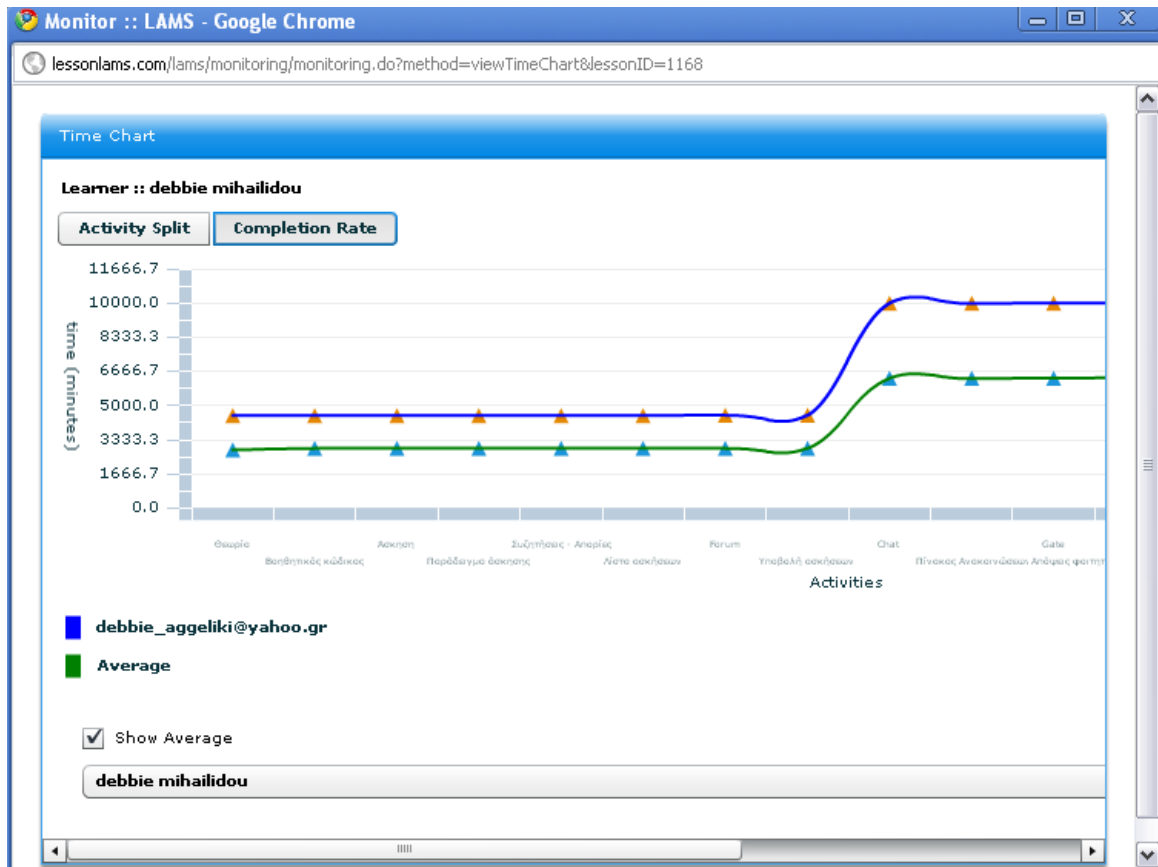 Monitor :: LAMS - Google Chrome
lessonlams.com/lams/monitoring/monitoring.do?method=viewTimeChart&lessonID=1168
Time Chart
Learner :: debbie mihailidou
Activity Split
Completion Rate
11666.7
10000.0
8333.3
6666.7
5000.0
3333.3
1666.7
0.0
time (minutes)
Θεωρία
Άσκηση
Συζητήσεις - Απορίες
Forum
Chat
Gate
Βοηθητικός κώδικας
Παράδειγμα άσκησης
Λίστα ασκήσεων
Υποβολή ασκήσεων
Πίνακας Ανακοινώσεων
Απόψεις φοιτητ
Activities
debbie_aggeliki@yahoo.gr
Average
Show Average
debbie mihailidou